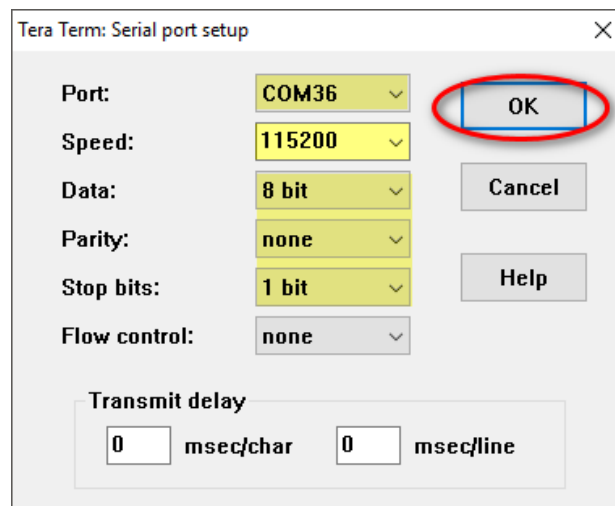 Tera Term: Serial port setup
Port: COM36
OK
Speed: 115200
Data: 8 bit
Cancel
Parity: none
Stop bits: 1 bit
Help
Flow control: none
Transmit delay
0 msec/char 0 msec/line